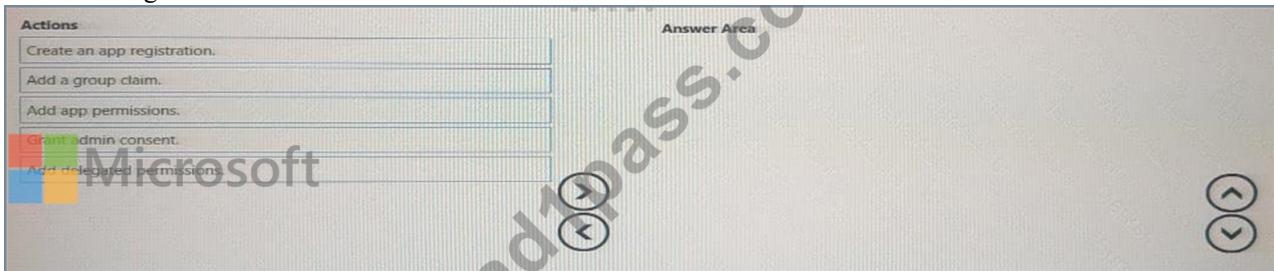 Actions
Answer Area
Create an app registration.
Add a group claim.
Add app permissions.
Grant admin consent.
Add delegated permissions.
Microsoft